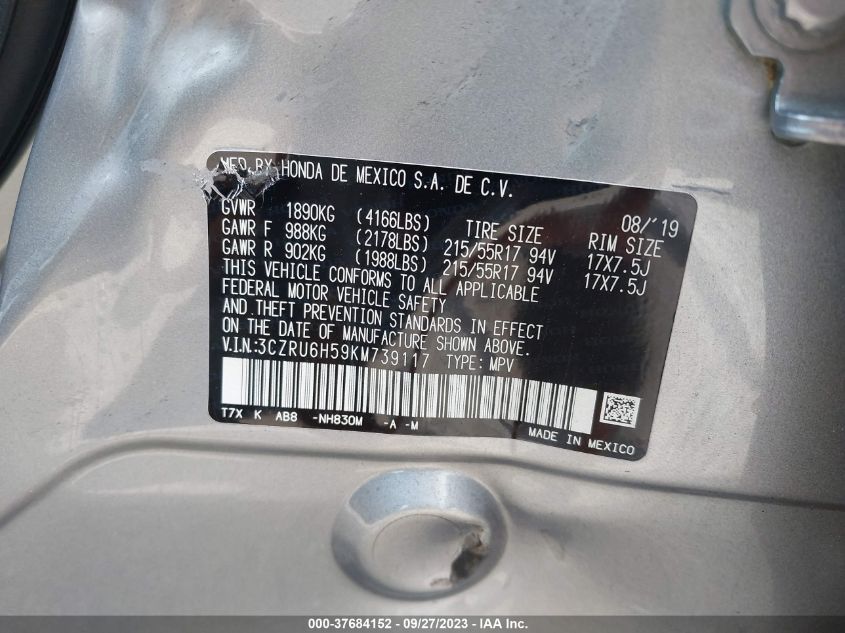 MFD. BY HONDA DE MEXICO S.A. DE C.V.
08/'19
GVWR 1890KG (4166LBS) TIRE SIZE RIM SIZE
GAWR F 988KG (2178LBS) 215/55R17 94V 17X7.5J
GAWR R 902KG (1988LBS) 215/55R17 94V 17X7.5J
THIS VEHICLE CONFORMS TO ALL APPLICABLE
FEDERAL MOTOR VEHICLE SAFETY
AND THEFT PREVENTION STANDARDS IN EFFECT
ON THE DATE OF MANUFACTURE SHOWN ABOVE.
V.I.N.:3CZRU6H59KM739117 TYPE: MPV
T7X K AB8 -NH830M -A -M
MADE IN MEXICO
000-37684152 - 09/27/2023 - IAA Inc.